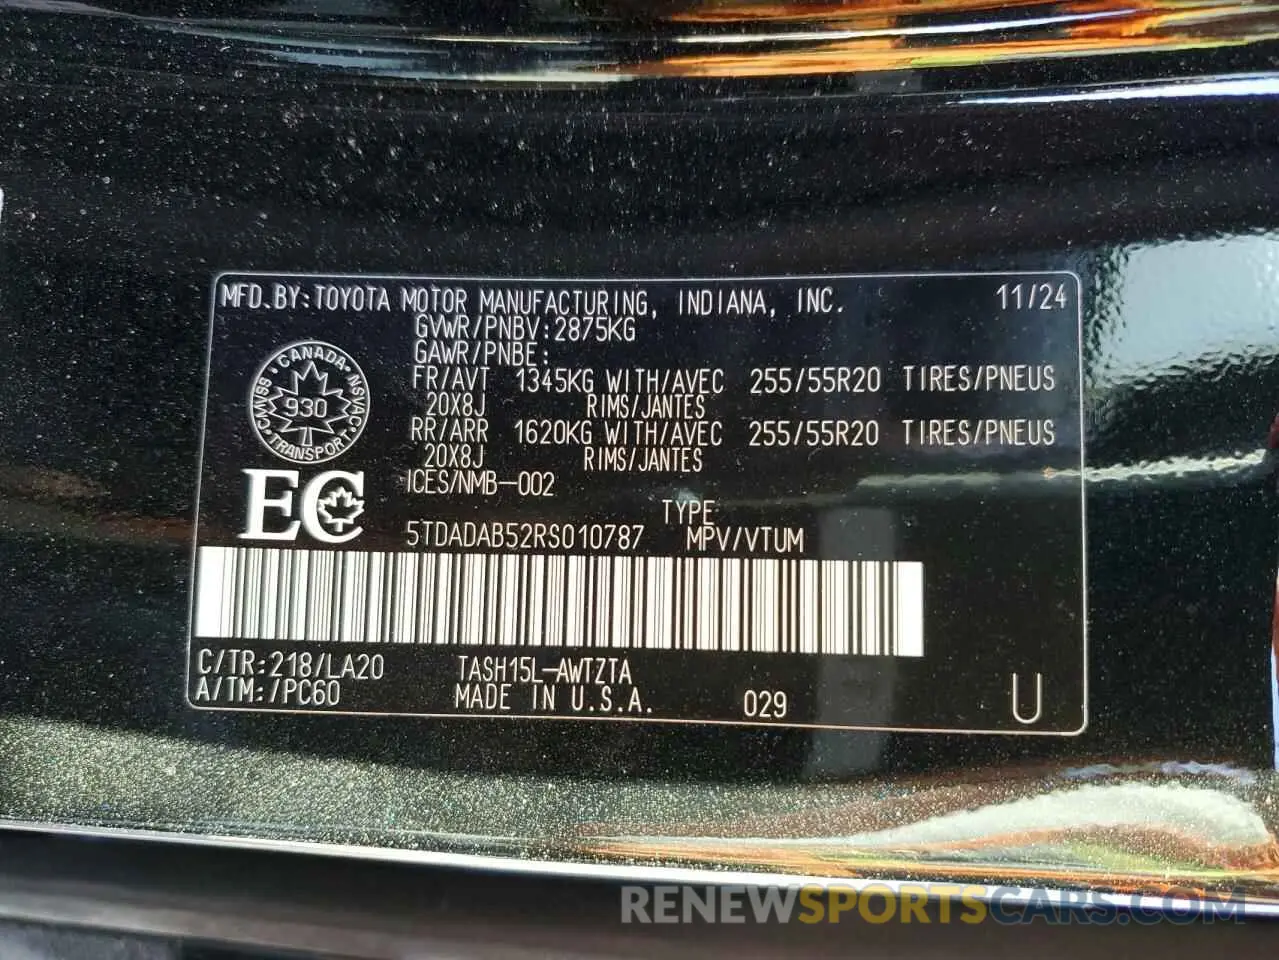 MFD.BY:TOYOTA MOTOR MANUFACTURING, INDIANA, INC. 11/24
GVWR/PNBV:2875KG
GAWR/PNBE:
FR/AVT 1345KG WITH/AVEC 255/55R20 TIRES/PNEUS
20X8J RIMS/JANTES
RR/ARR 1620KG WITH/AVEC 255/55R20 TIRES/PNEUS
20X8J RIMS/JANTES
CANADA
CMVSS NSVAC
930
TRANSPORT
EC
ICES/NMB-002
TYPE
5TDADAB52RS010787 MPV/VTUM
C/TR:218/LA20 TASH15L-AWTZTA
A/TM:/PC60 MADE IN U.S.A. 029 U
RENEWSPORTSCARS.COM